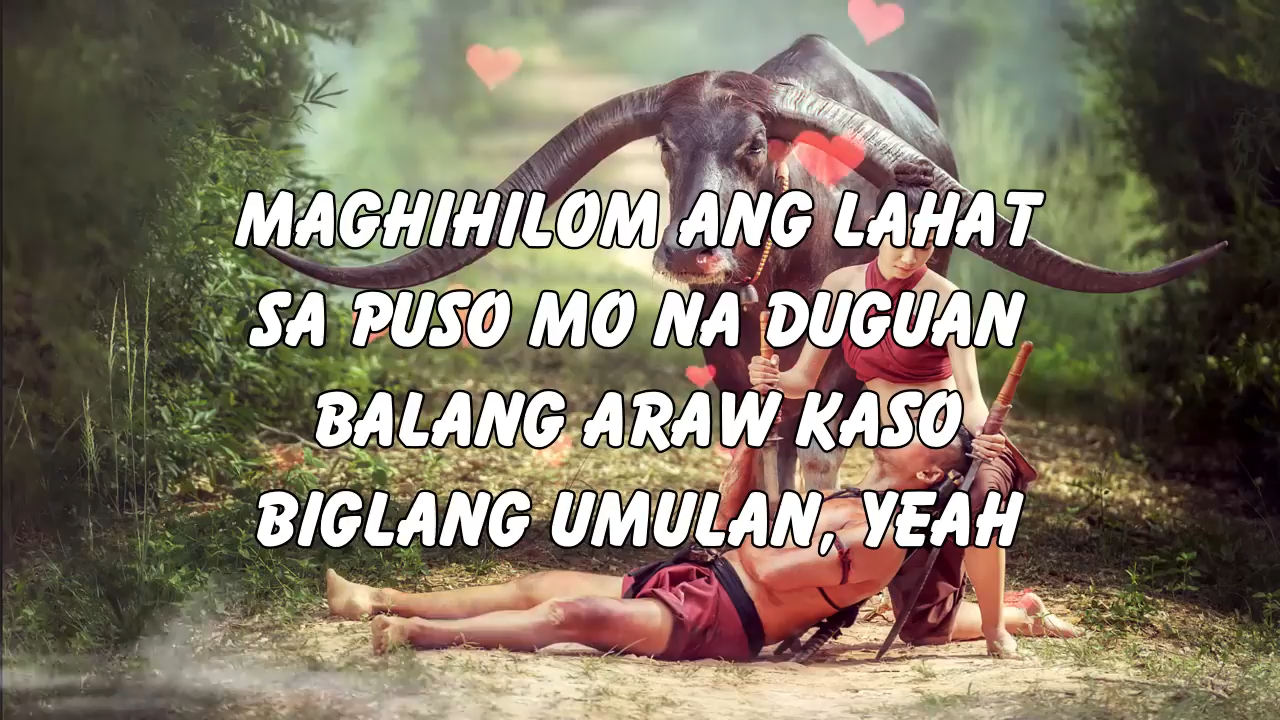 MAGHIHILOM ANG LAHAT
SA PUSO MO NA DUGUAN
BALANG ARAW KASO
BIGLANG UMULAN, YEAH